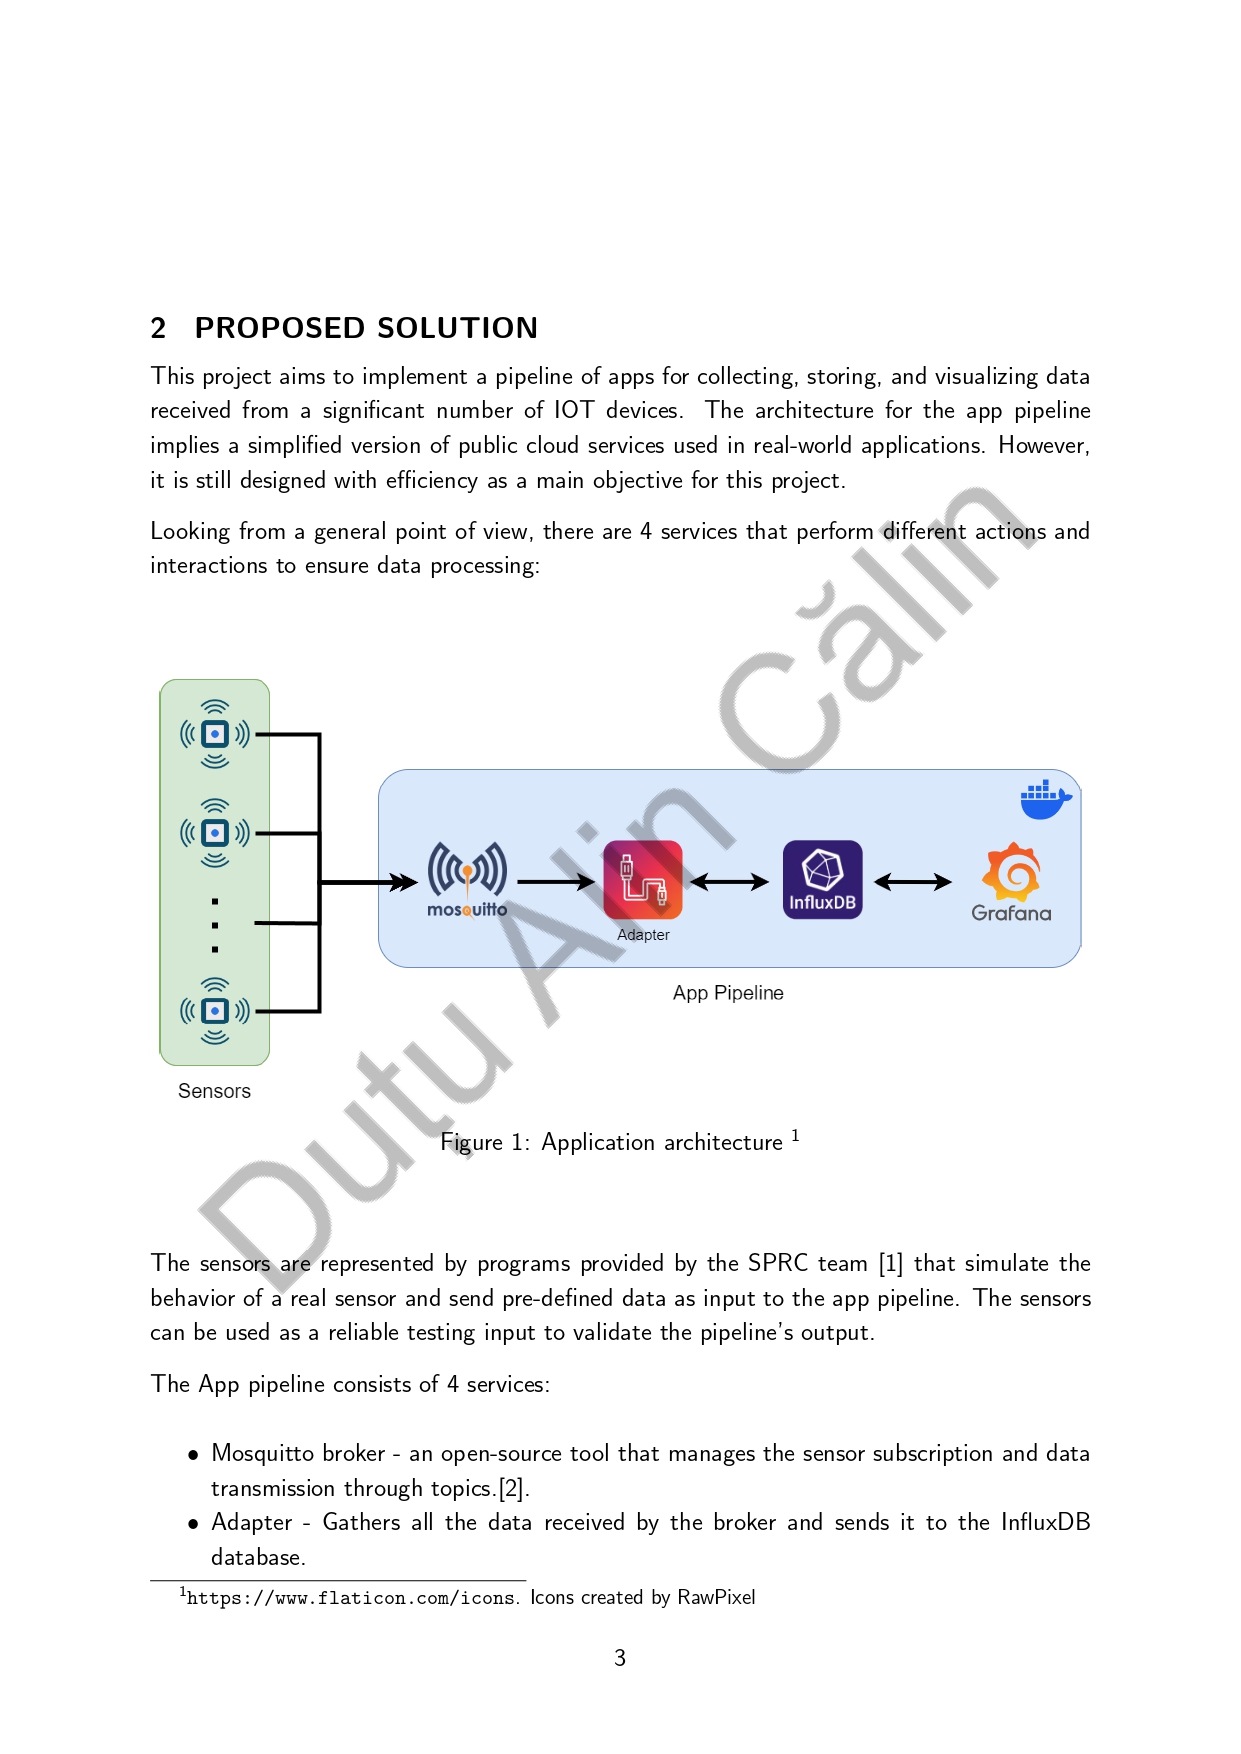 2 PROPOSED SOLUTION
This project aims to implement a pipeline of apps for collecting, storing, and visualizing data
received from a significant number of IOT devices. The architecture for the app pipeline
implies a simplified version of public cloud services used in real-world applications. However,
it is still designed with efficiency as a main objective for this project.
Looking from a general point of view, there are 4 services that perform different actions and
interactions to ensure data processing:
mosquitto
Adapter
InfluxDB
Grafana
App Pipeline
Sensors
Figure 1: Application architecture 1
The sensors are represented by programs provided by the SPRC team [1] that simulate the
behavior of a real sensor and send pre-defined data as input to the app pipeline. The sensors
can be used as a reliable testing input to validate the pipeline's output.
The App pipeline consists of 4 services:
• Mosquitto broker - an open-source tool that manages the sensor subscription and data
transmission through topics.[2].
• Adapter - Gathers all the data received by the broker and sends it to the InfluxDB
database.
1https://www.flaticon.com/icons. Icons created by RawPixel
3
Duțu Alin Călin